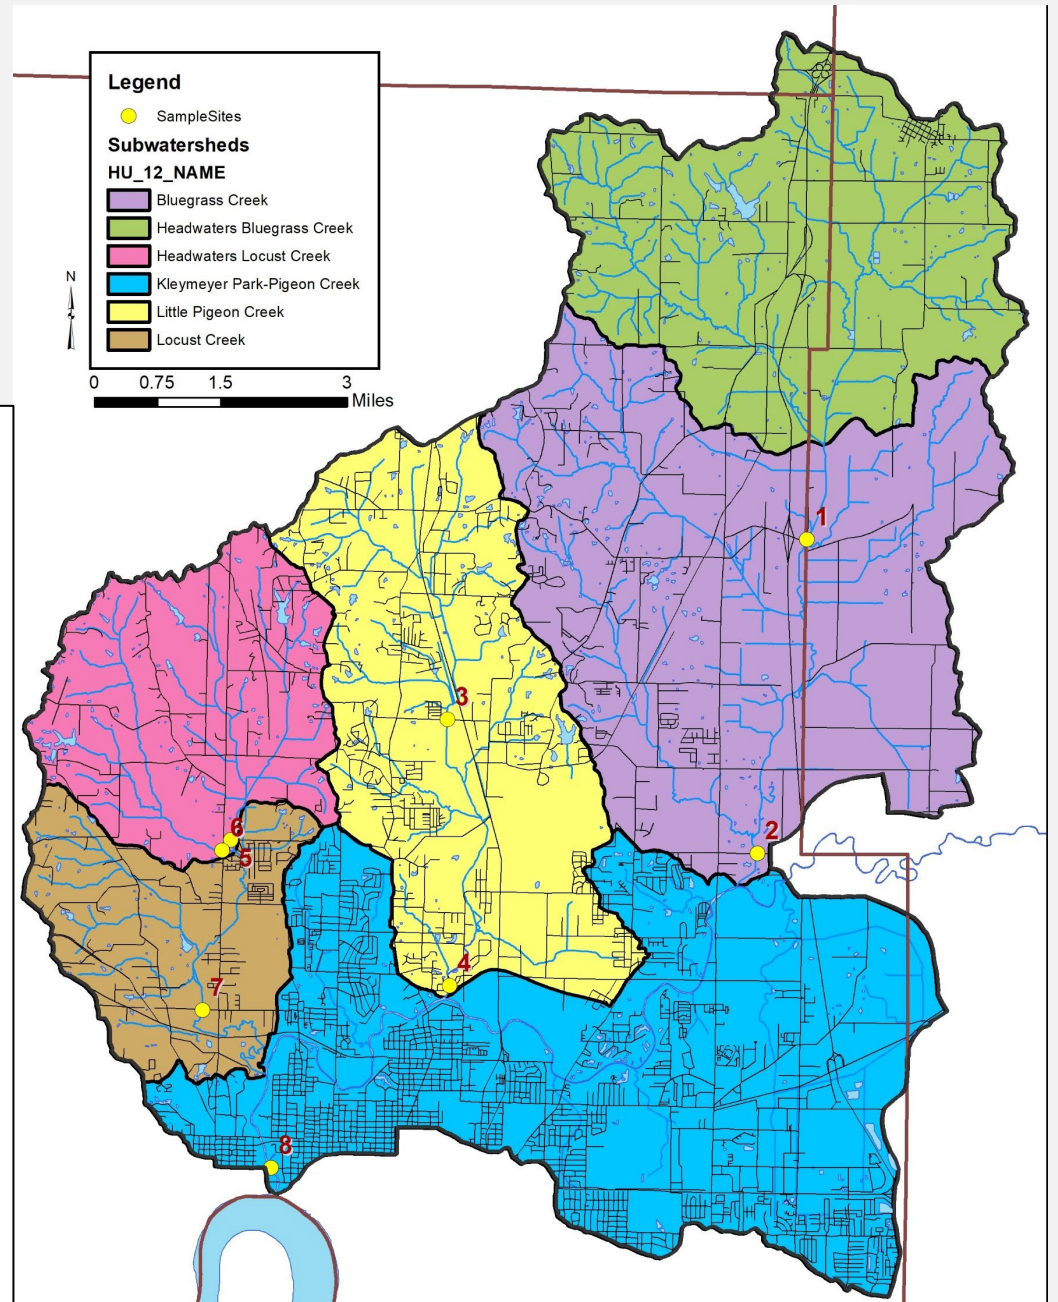 Legend
SampleSites
Subwatersheds
HU_12_NAME
Bluegrass Creek
Headwaters Bluegrass Creek
Headwaters Locust Creek
Kleymeyer Park-Pigeon Creek
Little Pigeon Creek
Locust Creek
N
0 0.75 1.5 3
Miles
1
3
2
6
5
4
7
8